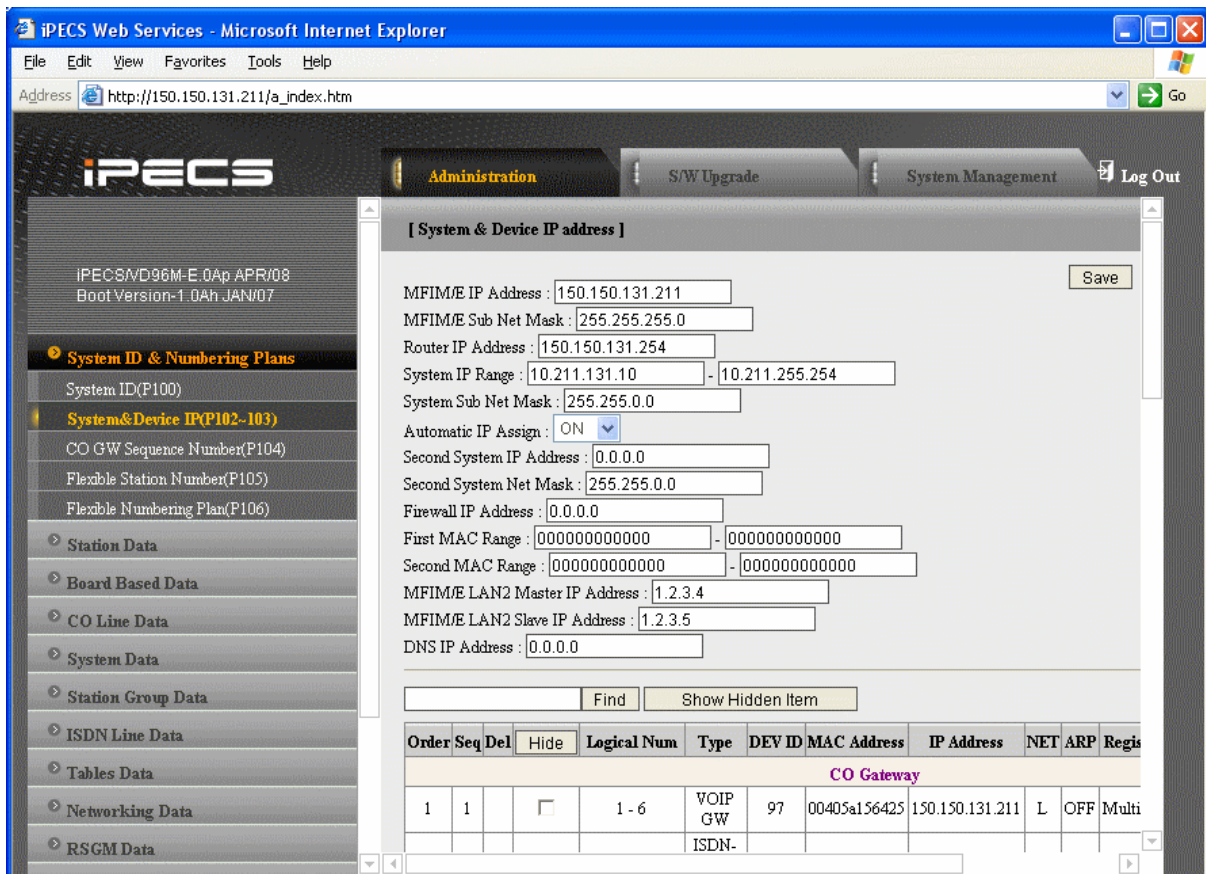 iPECS Web Services - Microsoft Internet Explorer
File Edit View Favorites Tools Help
Address http://150.150.131.211/a_index.htm Go
iPECS
Administration S/W Upgrade System Management Log Out
iPECS/VD96M-E.0Ap APR/08
Boot Version-1.0Ah JAN/07
System ID & Numbering Plans
System ID(P100)
System&Device IP(P102~103)
CO GW Sequence Number(P104)
Flexible Station Number(P105)
Flexible Numbering Plan(P106)
Station Data
Board Based Data
CO Line Data
System Data
Station Group Data
ISDN Line Data
Tables Data
Networking Data
RSGM Data
[ System & Device IP address ]
Save
MFIM/E IP Address : 150.150.131.211
MFIM/E Sub Net Mask : 255.255.255.0
Router IP Address : 150.150.131.254
System IP Range : 10.211.131.10 - 10.211.255.254
System Sub Net Mask : 255.255.0.0
Automatic IP Assign : ON
Second System IP Address : 0.0.0.0
Second System Net Mask : 255.255.0.0
Firewall IP Address : 0.0.0.0
First MAC Range : 000000000000 - 000000000000
Second MAC Range : 000000000000 - 000000000000
MFIM/E LAN2 Master IP Address : 1.2.3.4
MFIM/E LAN2 Slave IP Address : 1.2.3.5
DNS IP Address : 0.0.0.0
Find Show Hidden Item
Order Seq Del Hide Logical Num Type DEV ID MAC Address IP Address NET ARP Regis
CO Gateway
1 1 1 - 6 VOIP GW 97 00405a156425 150.150.131.211 L OFF Multi
ISDN-